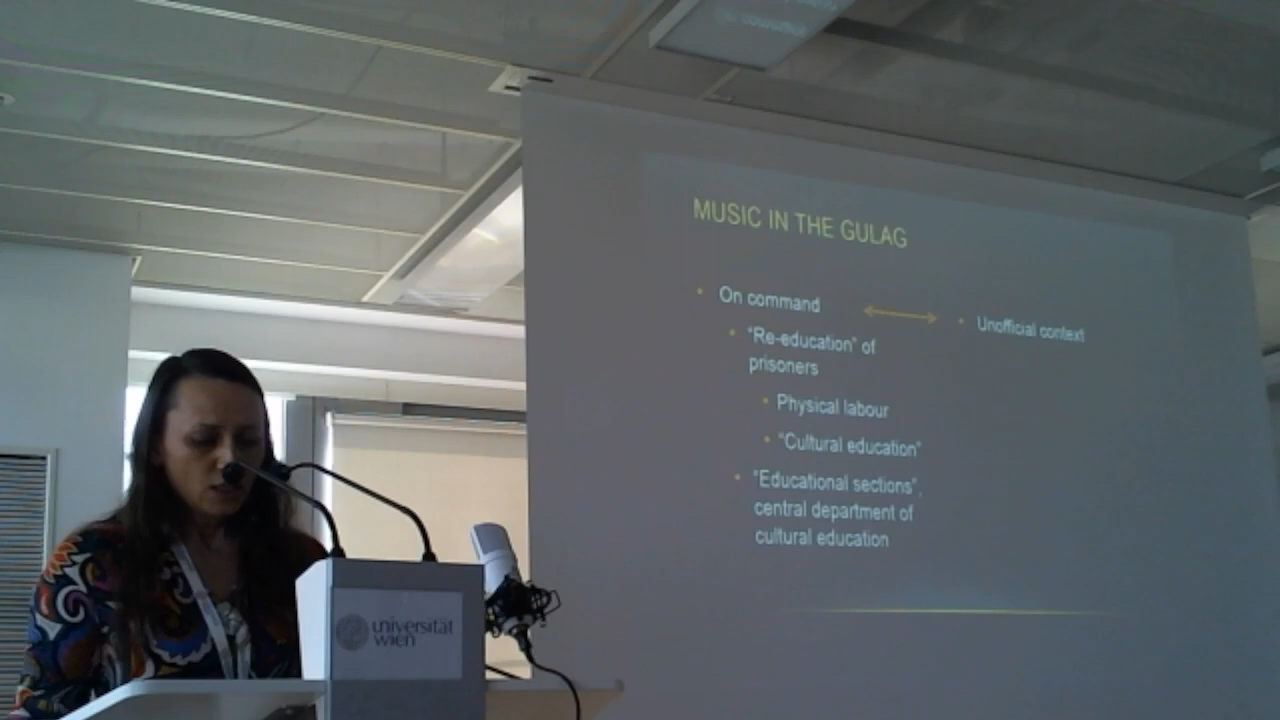 MUSIC IN THE GULAG
• On command
• "Re-education" of
prisoners
• Physical labour
• "Cultural education"
• "Educational sections",
central department of
cultural education
• Unofficial context
universität
wien